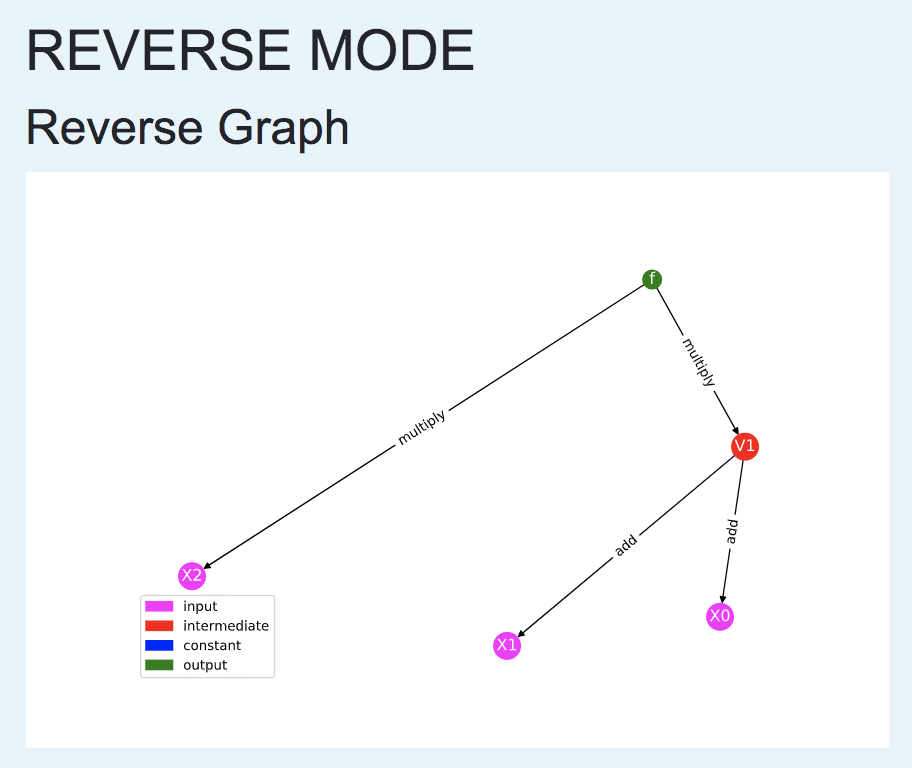 REVERSE MODE
Reverse Graph
f
multiply
multiply
V1
add
add
X2
X0
X1
input
intermediate
constant
output